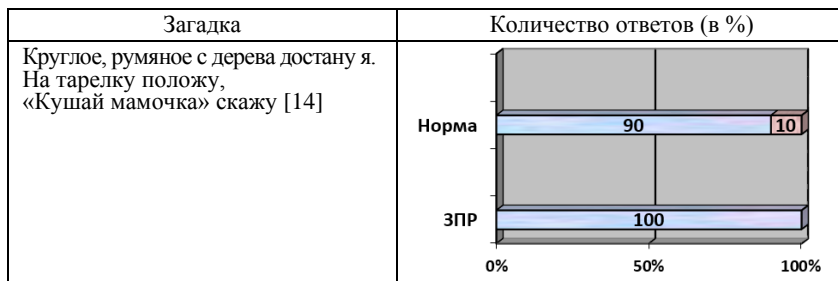 Загадка
Количество ответов (в %)
Круглое, румяное с дерева достану я.
На тарелку положу,
«Кушай мамочка» скажу [14]
Норма
90
10
ЗПР
100
0%
50%
100%